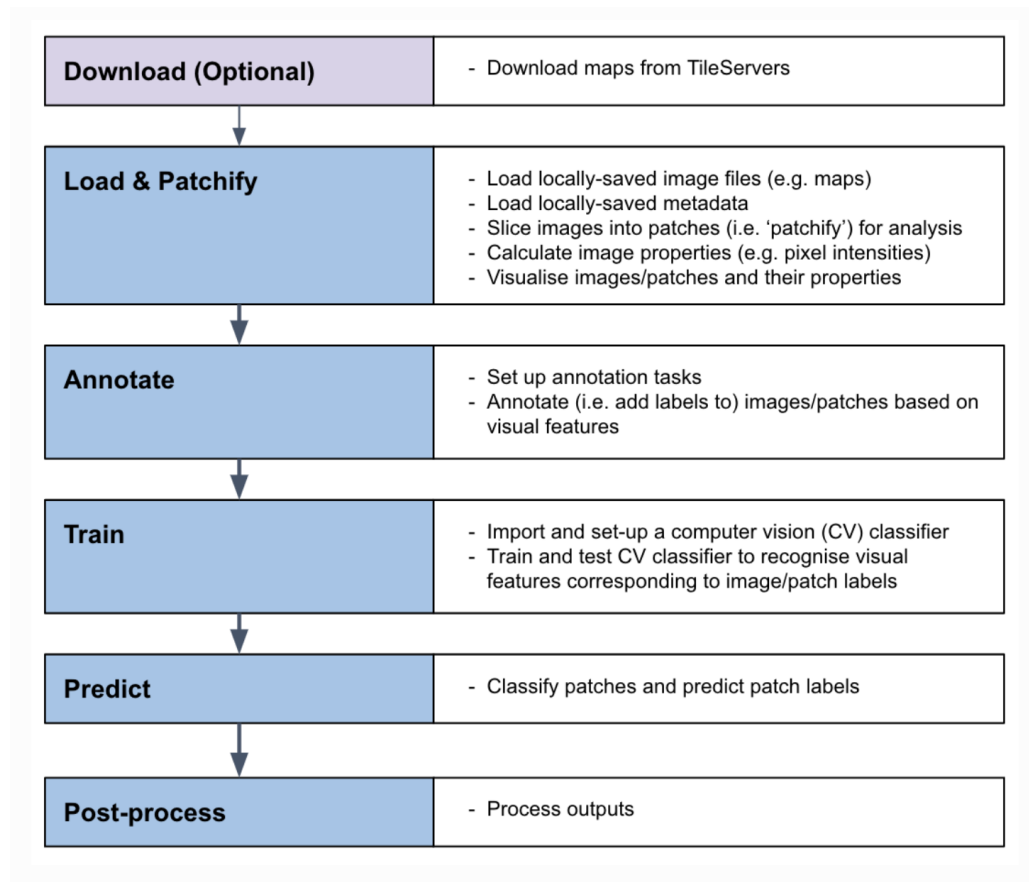 Download (Optional)
- Download maps from TileServers
Load & Patchify
- Load locally-saved image files (e.g. maps)
- Load locally-saved metadata
- Slice images into patches (i.e. ‘patchify’) for analysis
- Calculate image properties (e.g. pixel intensities)
- Visualise images/patches and their properties
Annotate
- Set up annotation tasks
- Annotate (i.e. add labels to) images/patches based on
visual features
Train
- Import and set-up a computer vision (CV) classifier
- Train and test CV classifier to recognise visual
features corresponding to image/patch labels
Predict
- Classify patches and predict patch labels
Post-process
- Process outputs